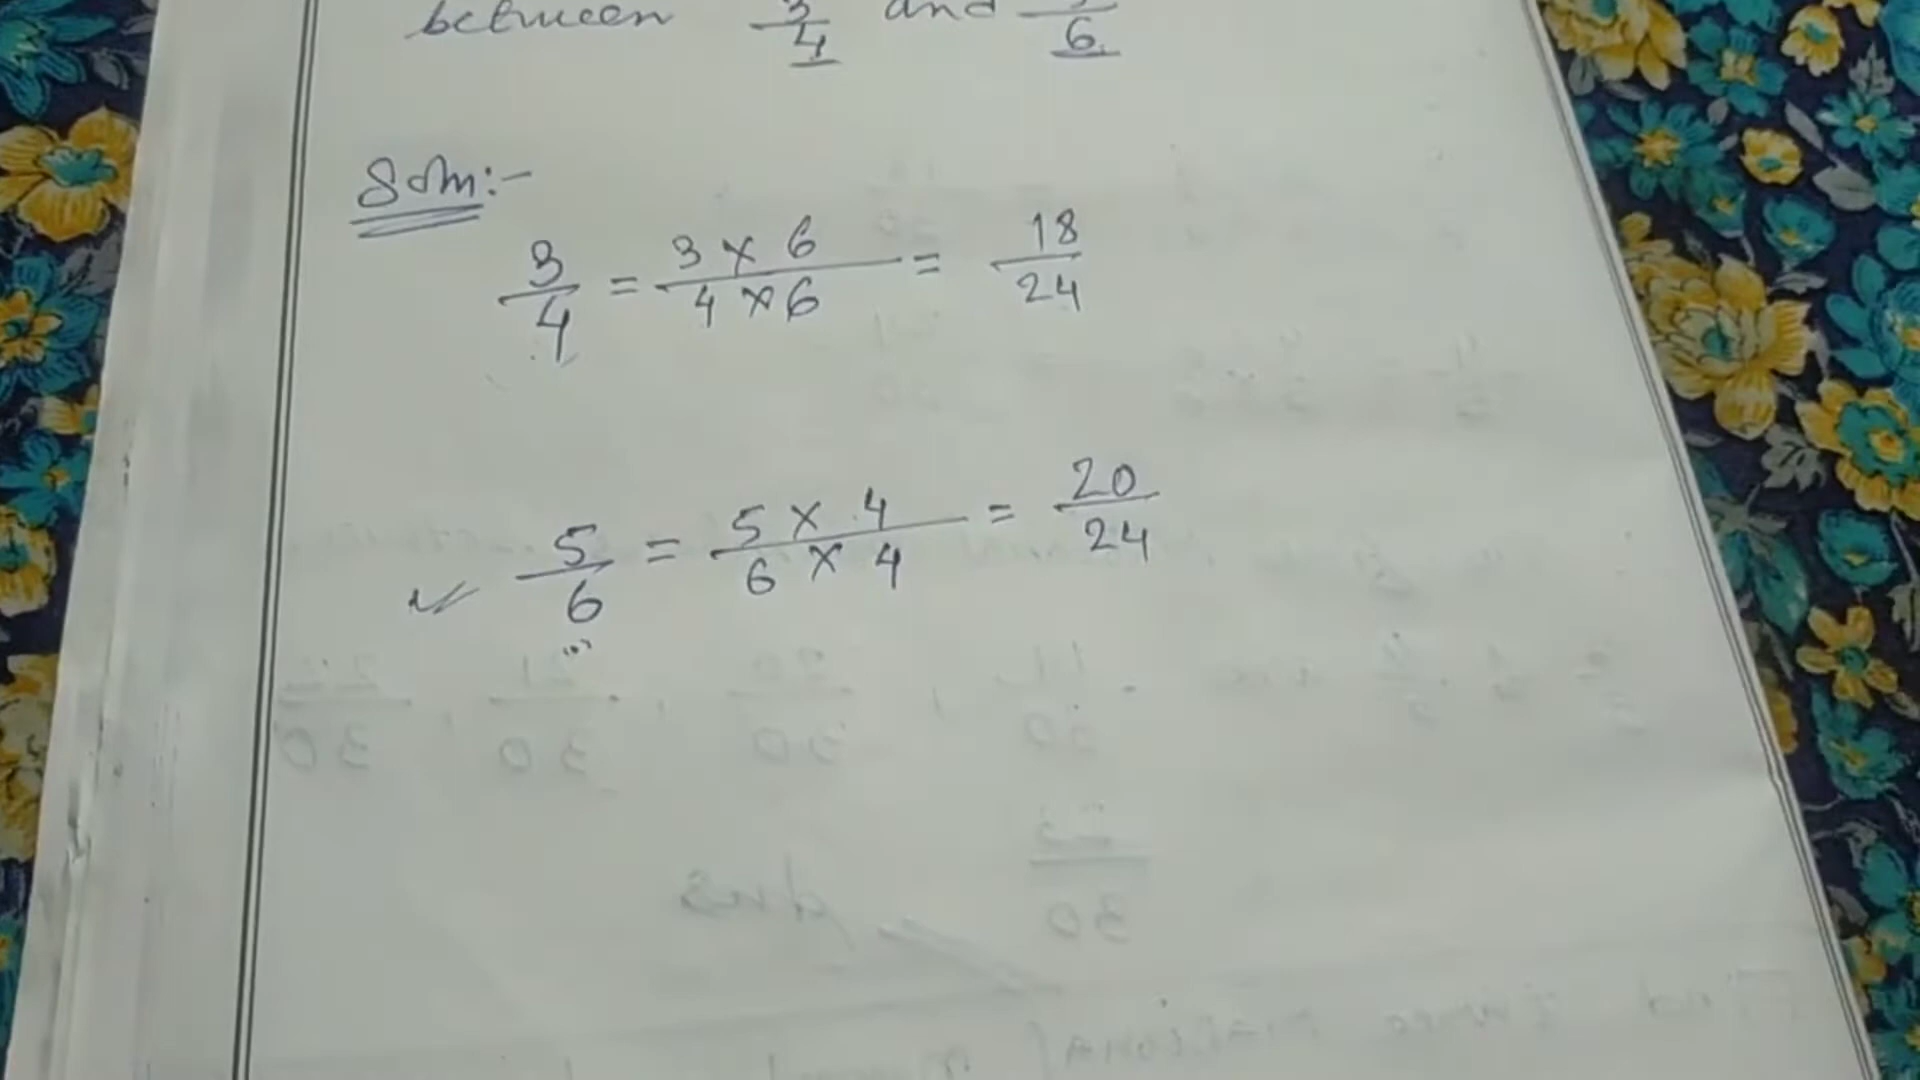 between 3/4 and 5/6
Soln:-
3/4 = 3 x 6 / 4 x 6 = 18/24
5/6 = 5 x 4 / 6 x 4 = 20/24